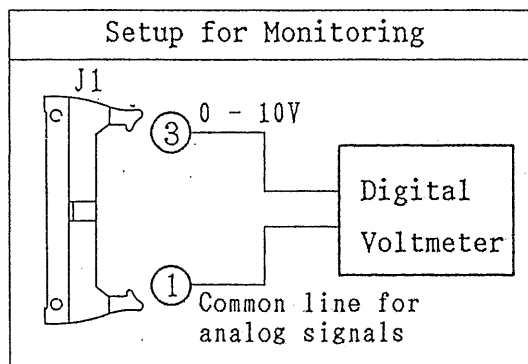 Setup for Monitoring
J1
3
0 - 10V
Digital
Voltmeter
1
Common line for
analog signals